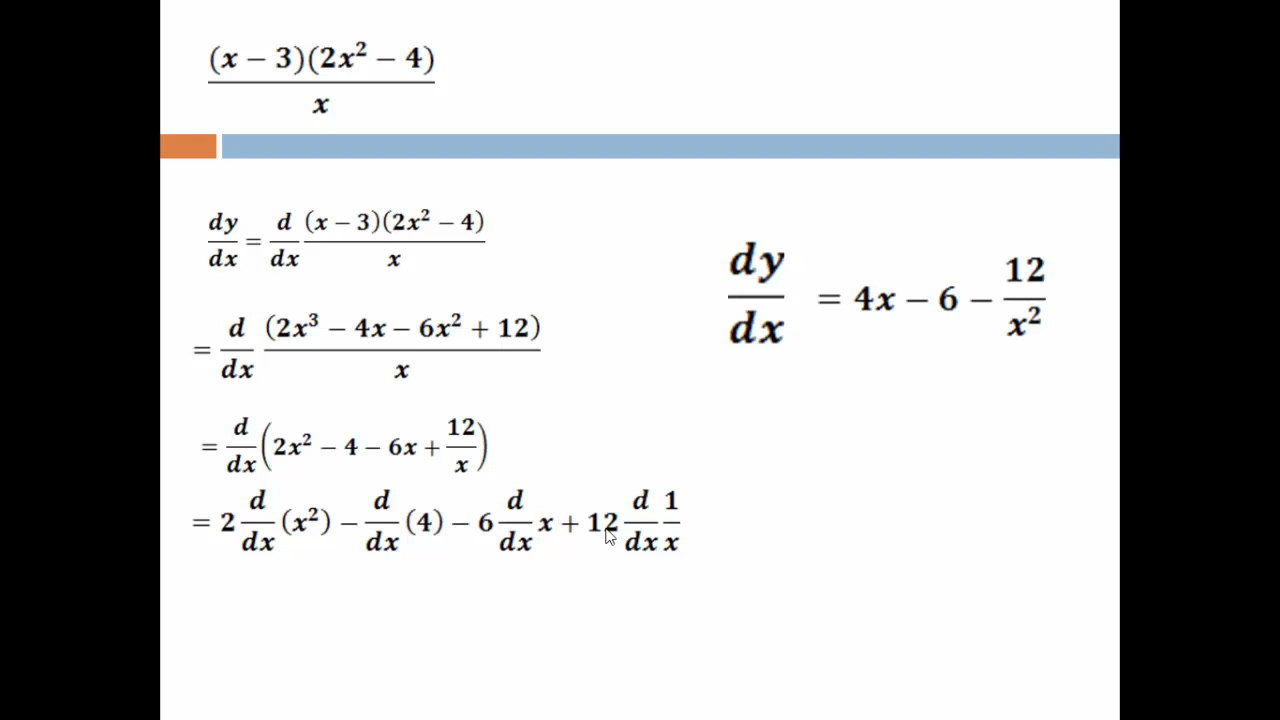 (x − 3)(2x² − 4) / x
dy/dx = d/dx (x − 3)(2x² − 4) / x
= d/dx (2x³ − 4x − 6x² + 12) / x
= d/dx (2x² − 4 − 6x + 12/x)
= 2 d/dx (x²) − d/dx (4) − 6 d/dx x + 12 d/dx 1/x
dy/dx = 4x − 6 − 12/x²